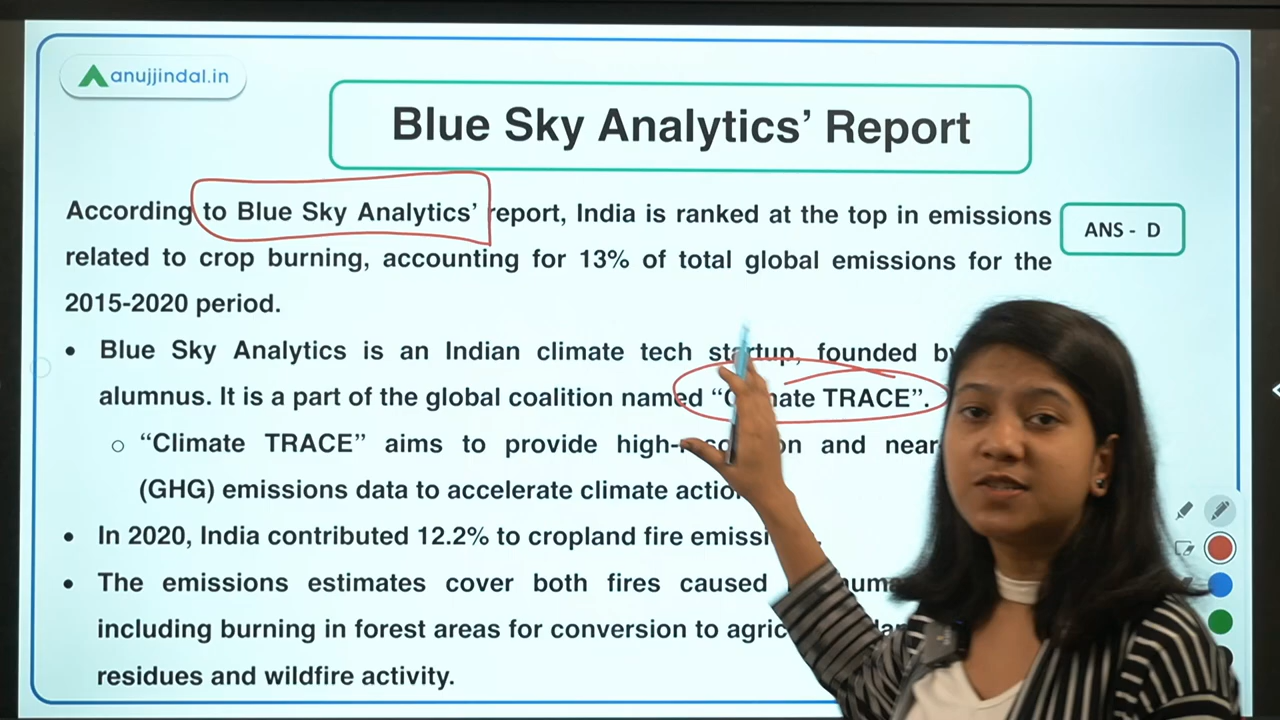 anujjindal.in
Blue Sky Analytics' Report
According to Blue Sky Analytics' report, India is ranked at the top in emissions
related to crop burning, accounting for 13% of total global emissions for the
2015-2020 period.
ANS - D
• Blue Sky Analytics is an Indian climate tech startup, founded
alumnus. It is a part of the global coalition named TRACE".
○ "Climate TRACE" aims to provide and near
(GHG) emissions data to accelerate climate
• In 2020, India contributed 12.2% to cropland fire
• The emissions estimates cover both fires caused
including burning in forest areas for conversion to
residues and wildfire activity.